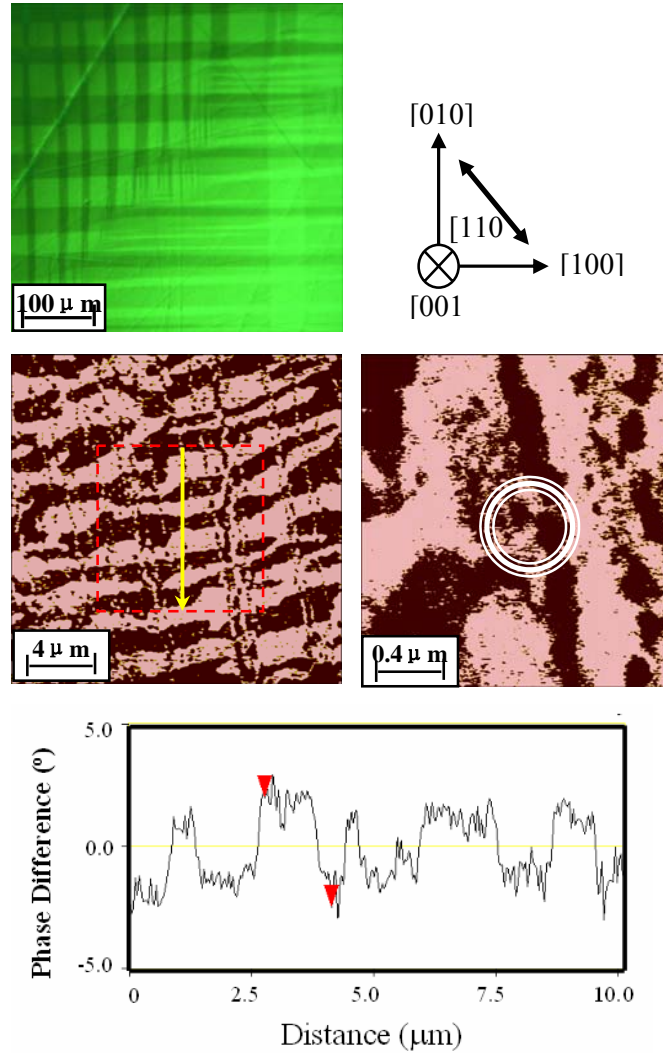 [010]
[110
[100]
[001
100 μ m
4 μ m
0.4 μ m
5.0
0.0
-5.0
Phase Difference (º)
0
2.5
5.0
7.5
10.0
Distance (μm)